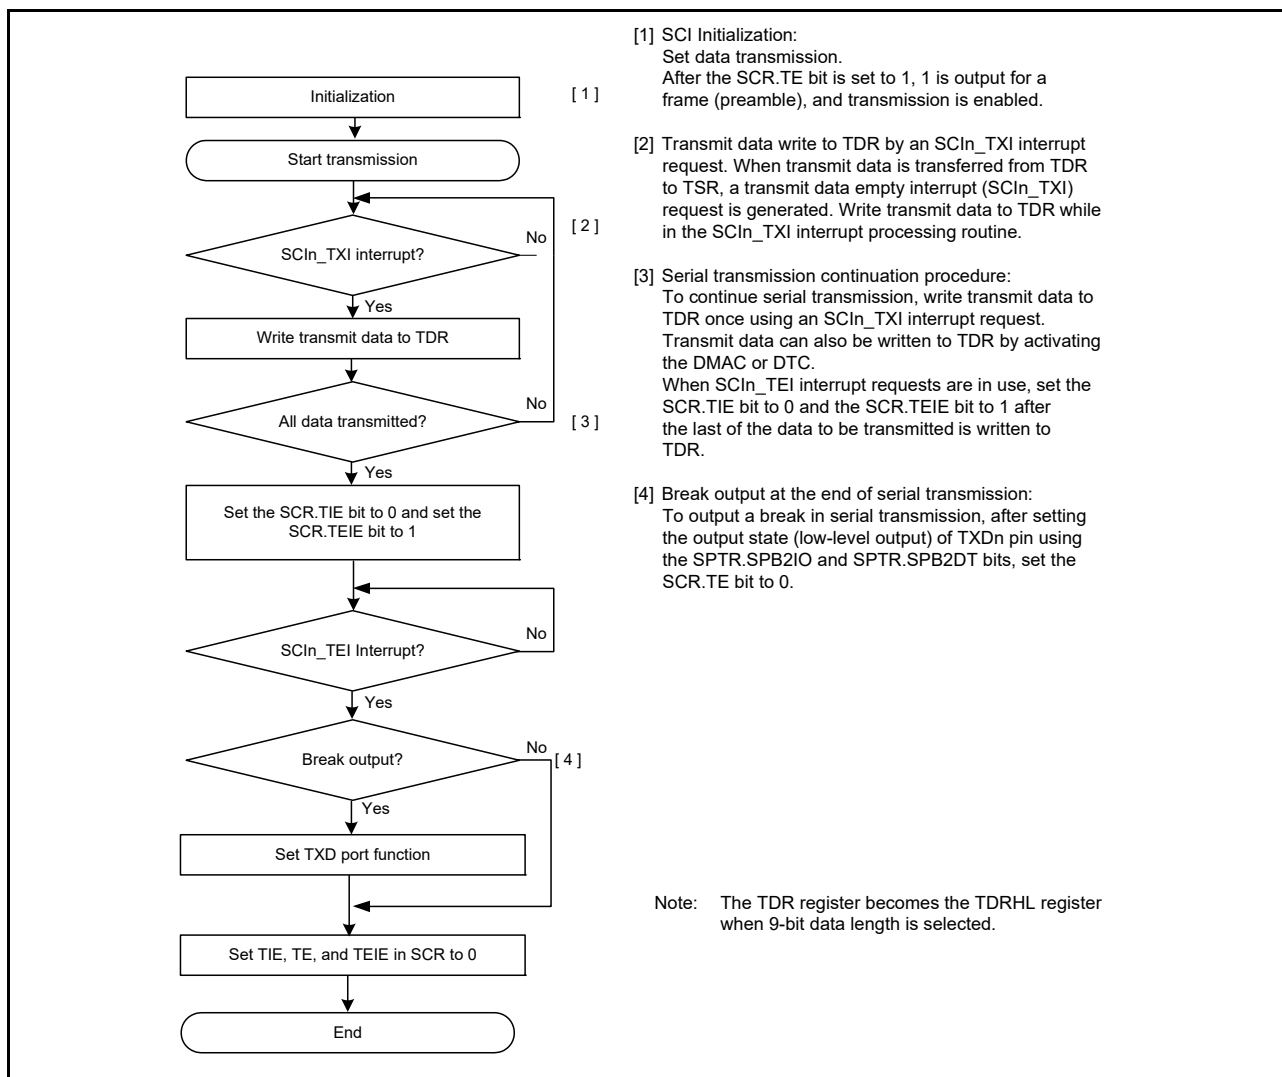 Initialization
[ 1 ]
Start transmission
[ 2 ]
No
SCIn_TXI interrupt?
Yes
Write transmit data to TDR
No
All data transmitted?
[ 3 ]
Yes
Set the SCR.TIE bit to 0 and set the
SCR.TEIE bit to 1
No
SCIn_TEI Interrupt?
Yes
No
Break output?
[ 4 ]
Yes
Set TXD port function
Set TIE, TE, and TEIE in SCR to 0
End
[1] SCI Initialization:
Set data transmission.
After the SCR.TE bit is set to 1, 1 is output for a
frame (preamble), and transmission is enabled.
[2] Transmit data write to TDR by an SCIn_TXI interrupt
request. When transmit data is transferred from TDR
to TSR, a transmit data empty interrupt (SCIn_TXI)
request is generated. Write transmit data to TDR while
in the SCIn_TXI interrupt processing routine.
[3] Serial transmission continuation procedure:
To continue serial transmission, write transmit data to
TDR once using an SCIn_TXI interrupt request.
Transmit data can also be written to TDR by activating
the DMAC or DTC.
When SCIn_TEI interrupt requests are in use, set the
SCR.TIE bit to 0 and the SCR.TEIE bit to 1 after
the last of the data to be transmitted is written to
TDR.
[4] Break output at the end of serial transmission:
To output a break in serial transmission, after setting
the output state (low-level output) of TXDn pin using
the SPTR.SPB2IO and SPTR.SPB2DT bits, set the
SCR.TE bit to 0.
Note: The TDR register becomes the TDRHL register
when 9-bit data length is selected.